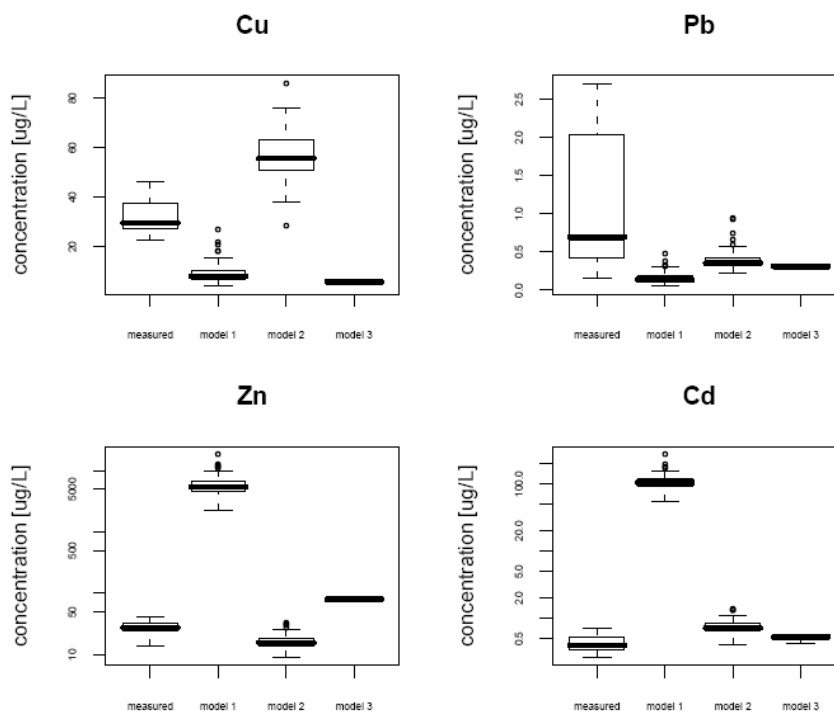 Cu
concentration [ug/L]
80
60
40
20
measured model 1 model 2 model 3
Pb
concentration [ug/L]
2.5
2.0
1.5
1.0
0.5
0.0
measured model 1 model 2 model 3
Zn
concentration [ug/L]
5000
500
50
10
measured model 1 model 2 model 3
Cd
concentration [ug/L]
100.0
20.0
5.0
2.0
0.5
measured model 1 model 2 model 3